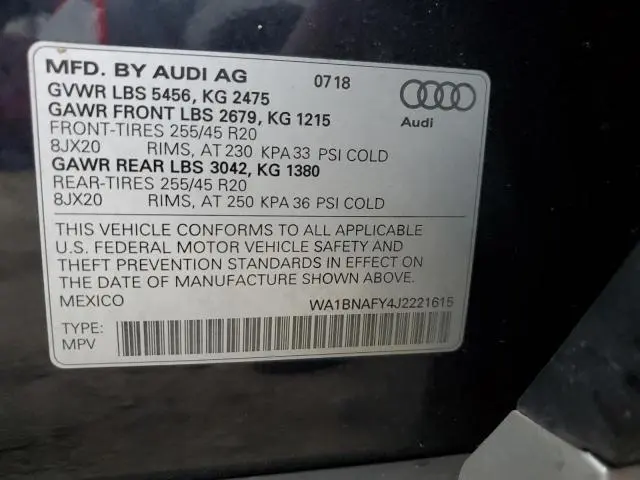 MFD. BY AUDI AG 0718
GVWR LBS 5456, KG 2475
GAWR FRONT LBS 2679, KG 1215
FRONT-TIRES 255/45 R20
8JX20 RIMS, AT 230 KPA 33 PSI COLD
GAWR REAR LBS 3042, KG 1380
REAR-TIRES 255/45 R20
8JX20 RIMS, AT 250 KPA 36 PSI COLD
Audi
THIS VEHICLE CONFORMS TO ALL APPLICABLE
U.S. FEDERAL MOTOR VEHICLE SAFETY AND
THEFT PREVENTION STANDARDS IN EFFECT ON
THE DATE OF MANUFACTURE SHOWN ABOVE.
MEXICO WA1BNAFY4J2221615
TYPE:
MPV